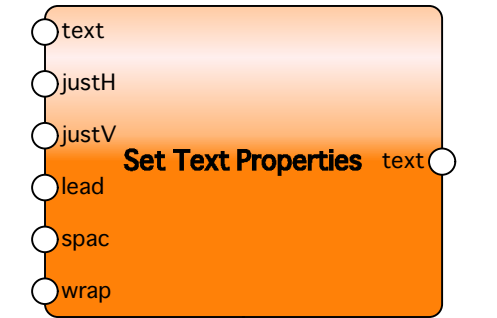 text
justH
justV
Set Text Properties
text
lead
spac
wrap